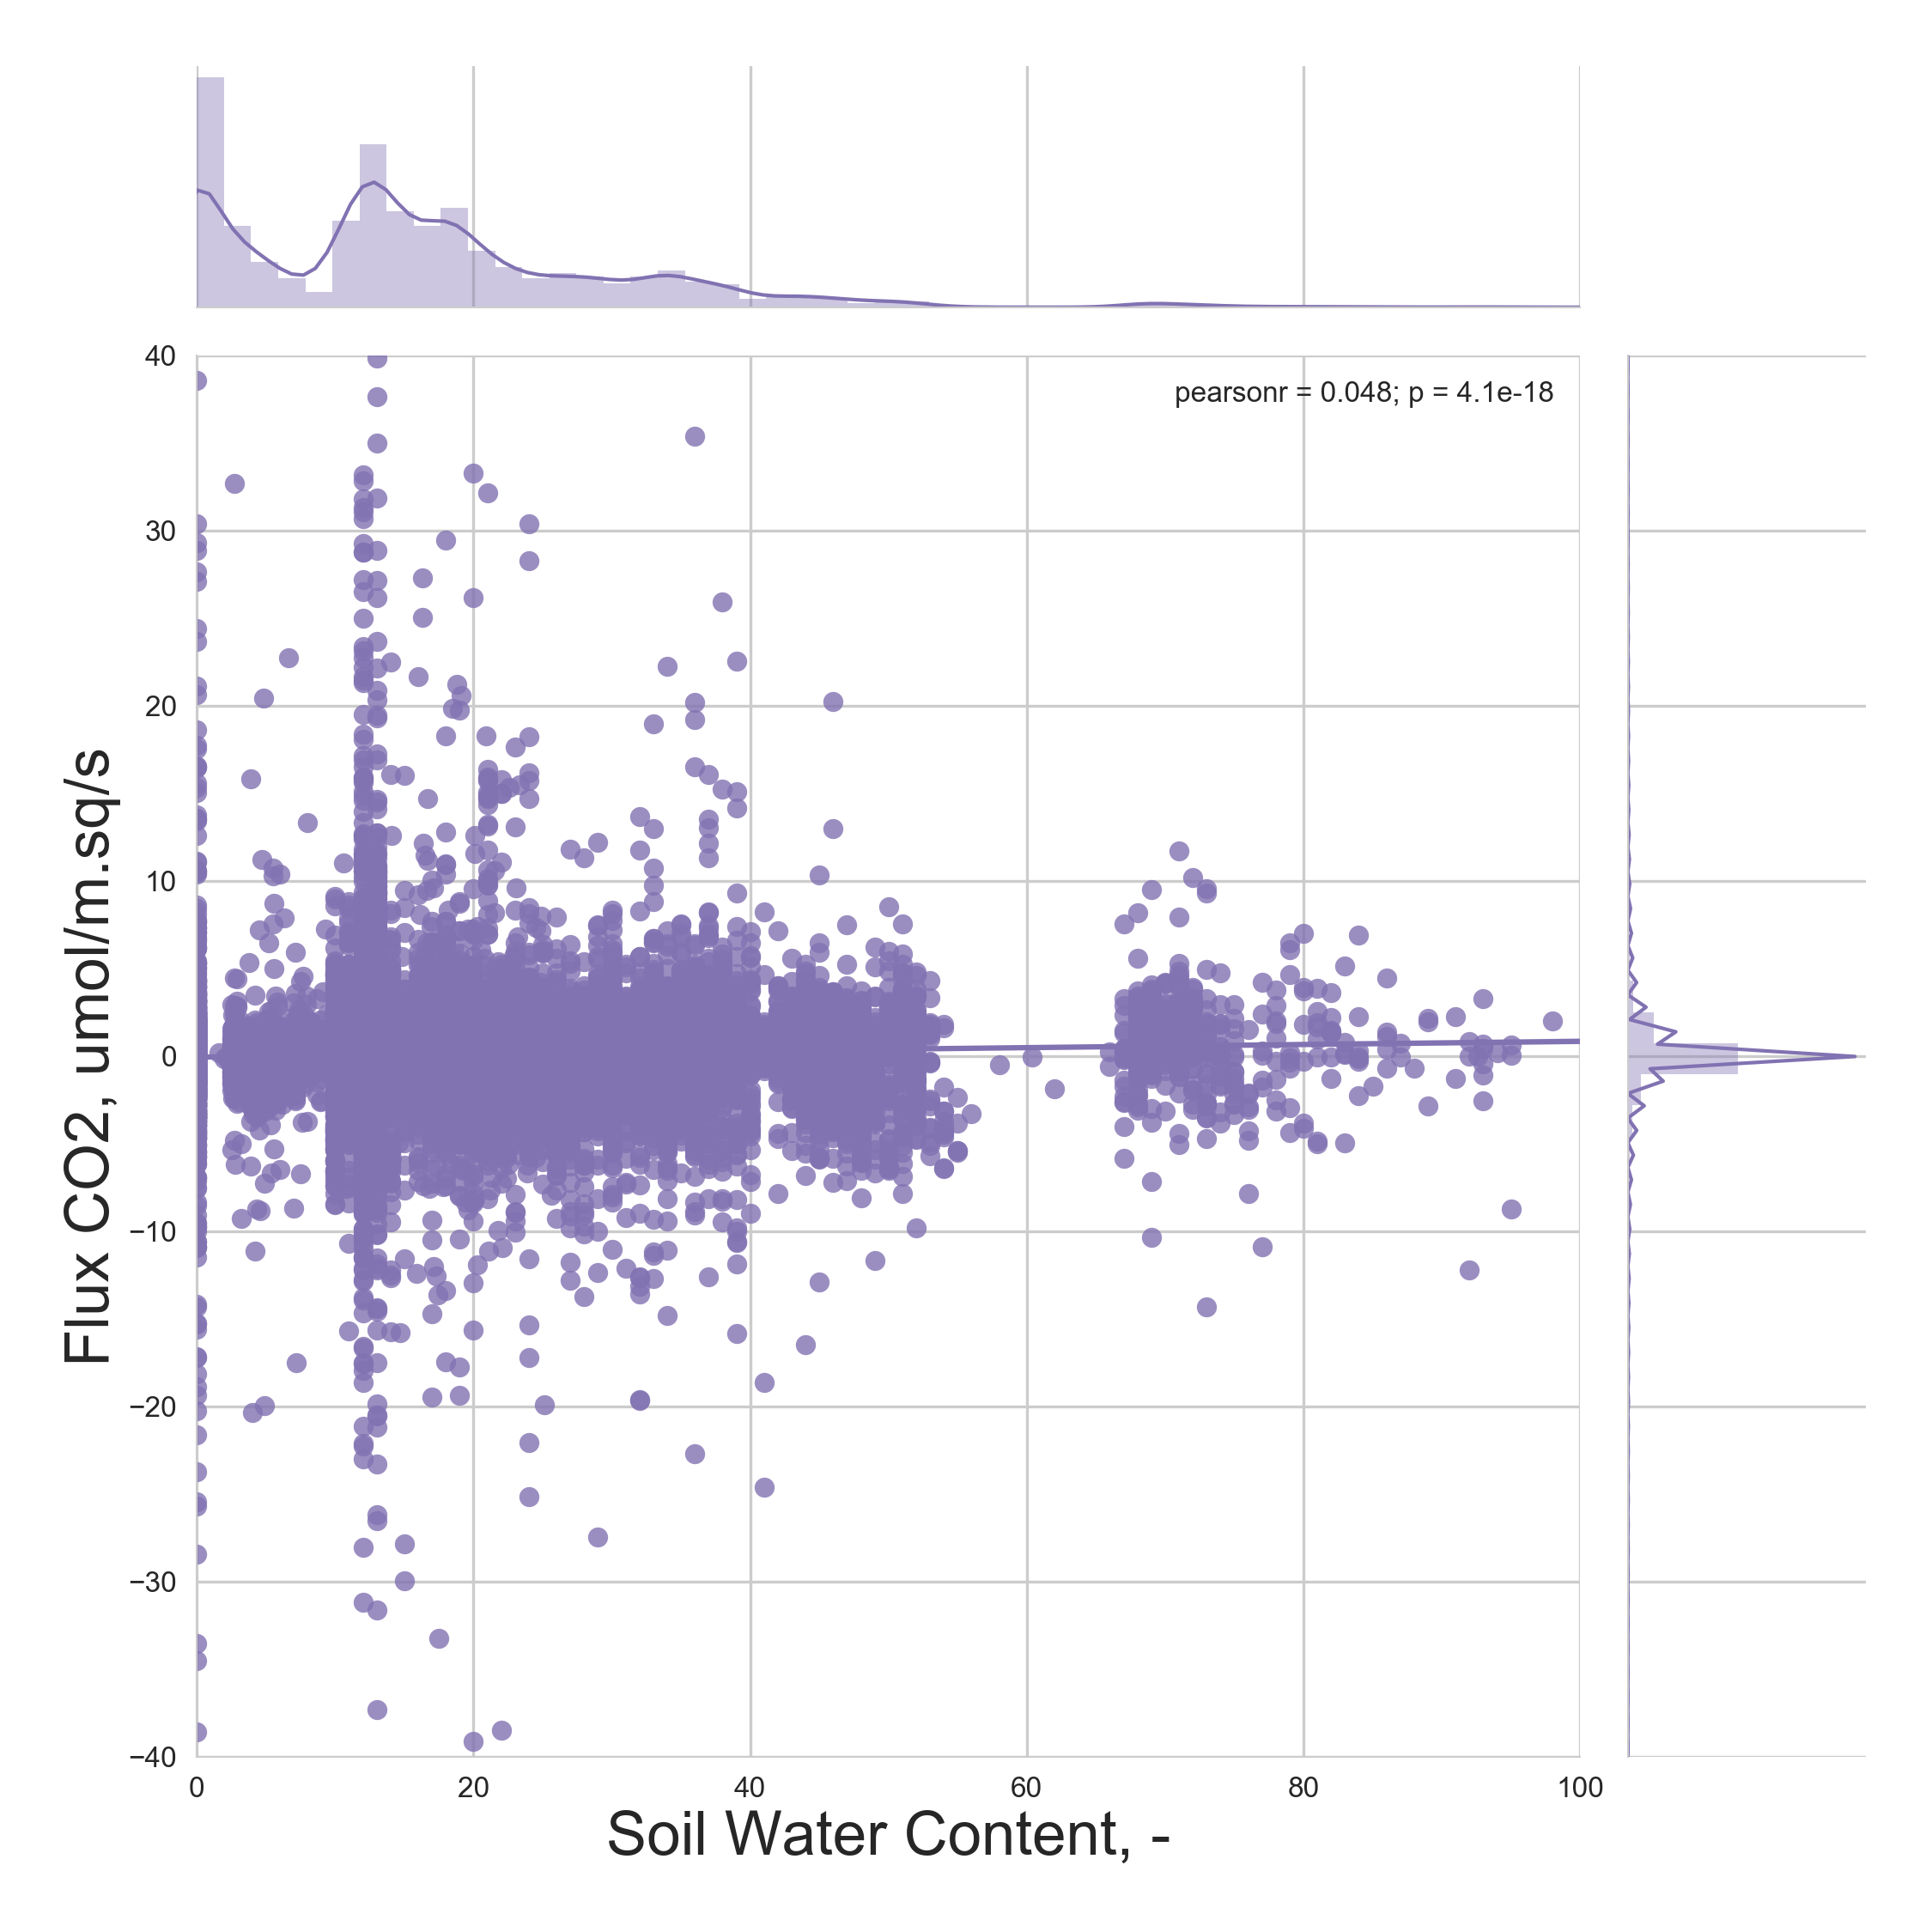 40
pearsonr = 0.048; p = 4.1e-18
30
20
10
0
−10
−20
−30
−40
Flux CO2, umol/m.sq/s
0 20 40 60 80 100
Soil Water Content, -